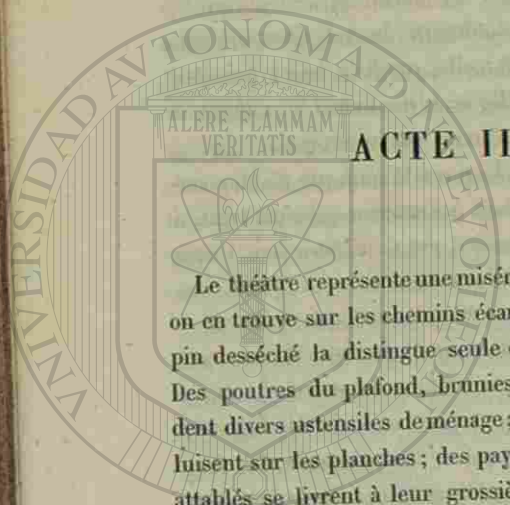 UNIVERSIDAD AUTONOMA DE NUEVO LEON
ALERE FLAMMAM
VERITATIS
ACTE II
Le théâtre représente une misér
on en trouve sur les chemins écar
pin desséché la distingue seule
Des poutres du plafond, brunies
dent divers ustensiles de ménage
luisent sur les planches ; des pay
attablés se livrent à leur grossiè